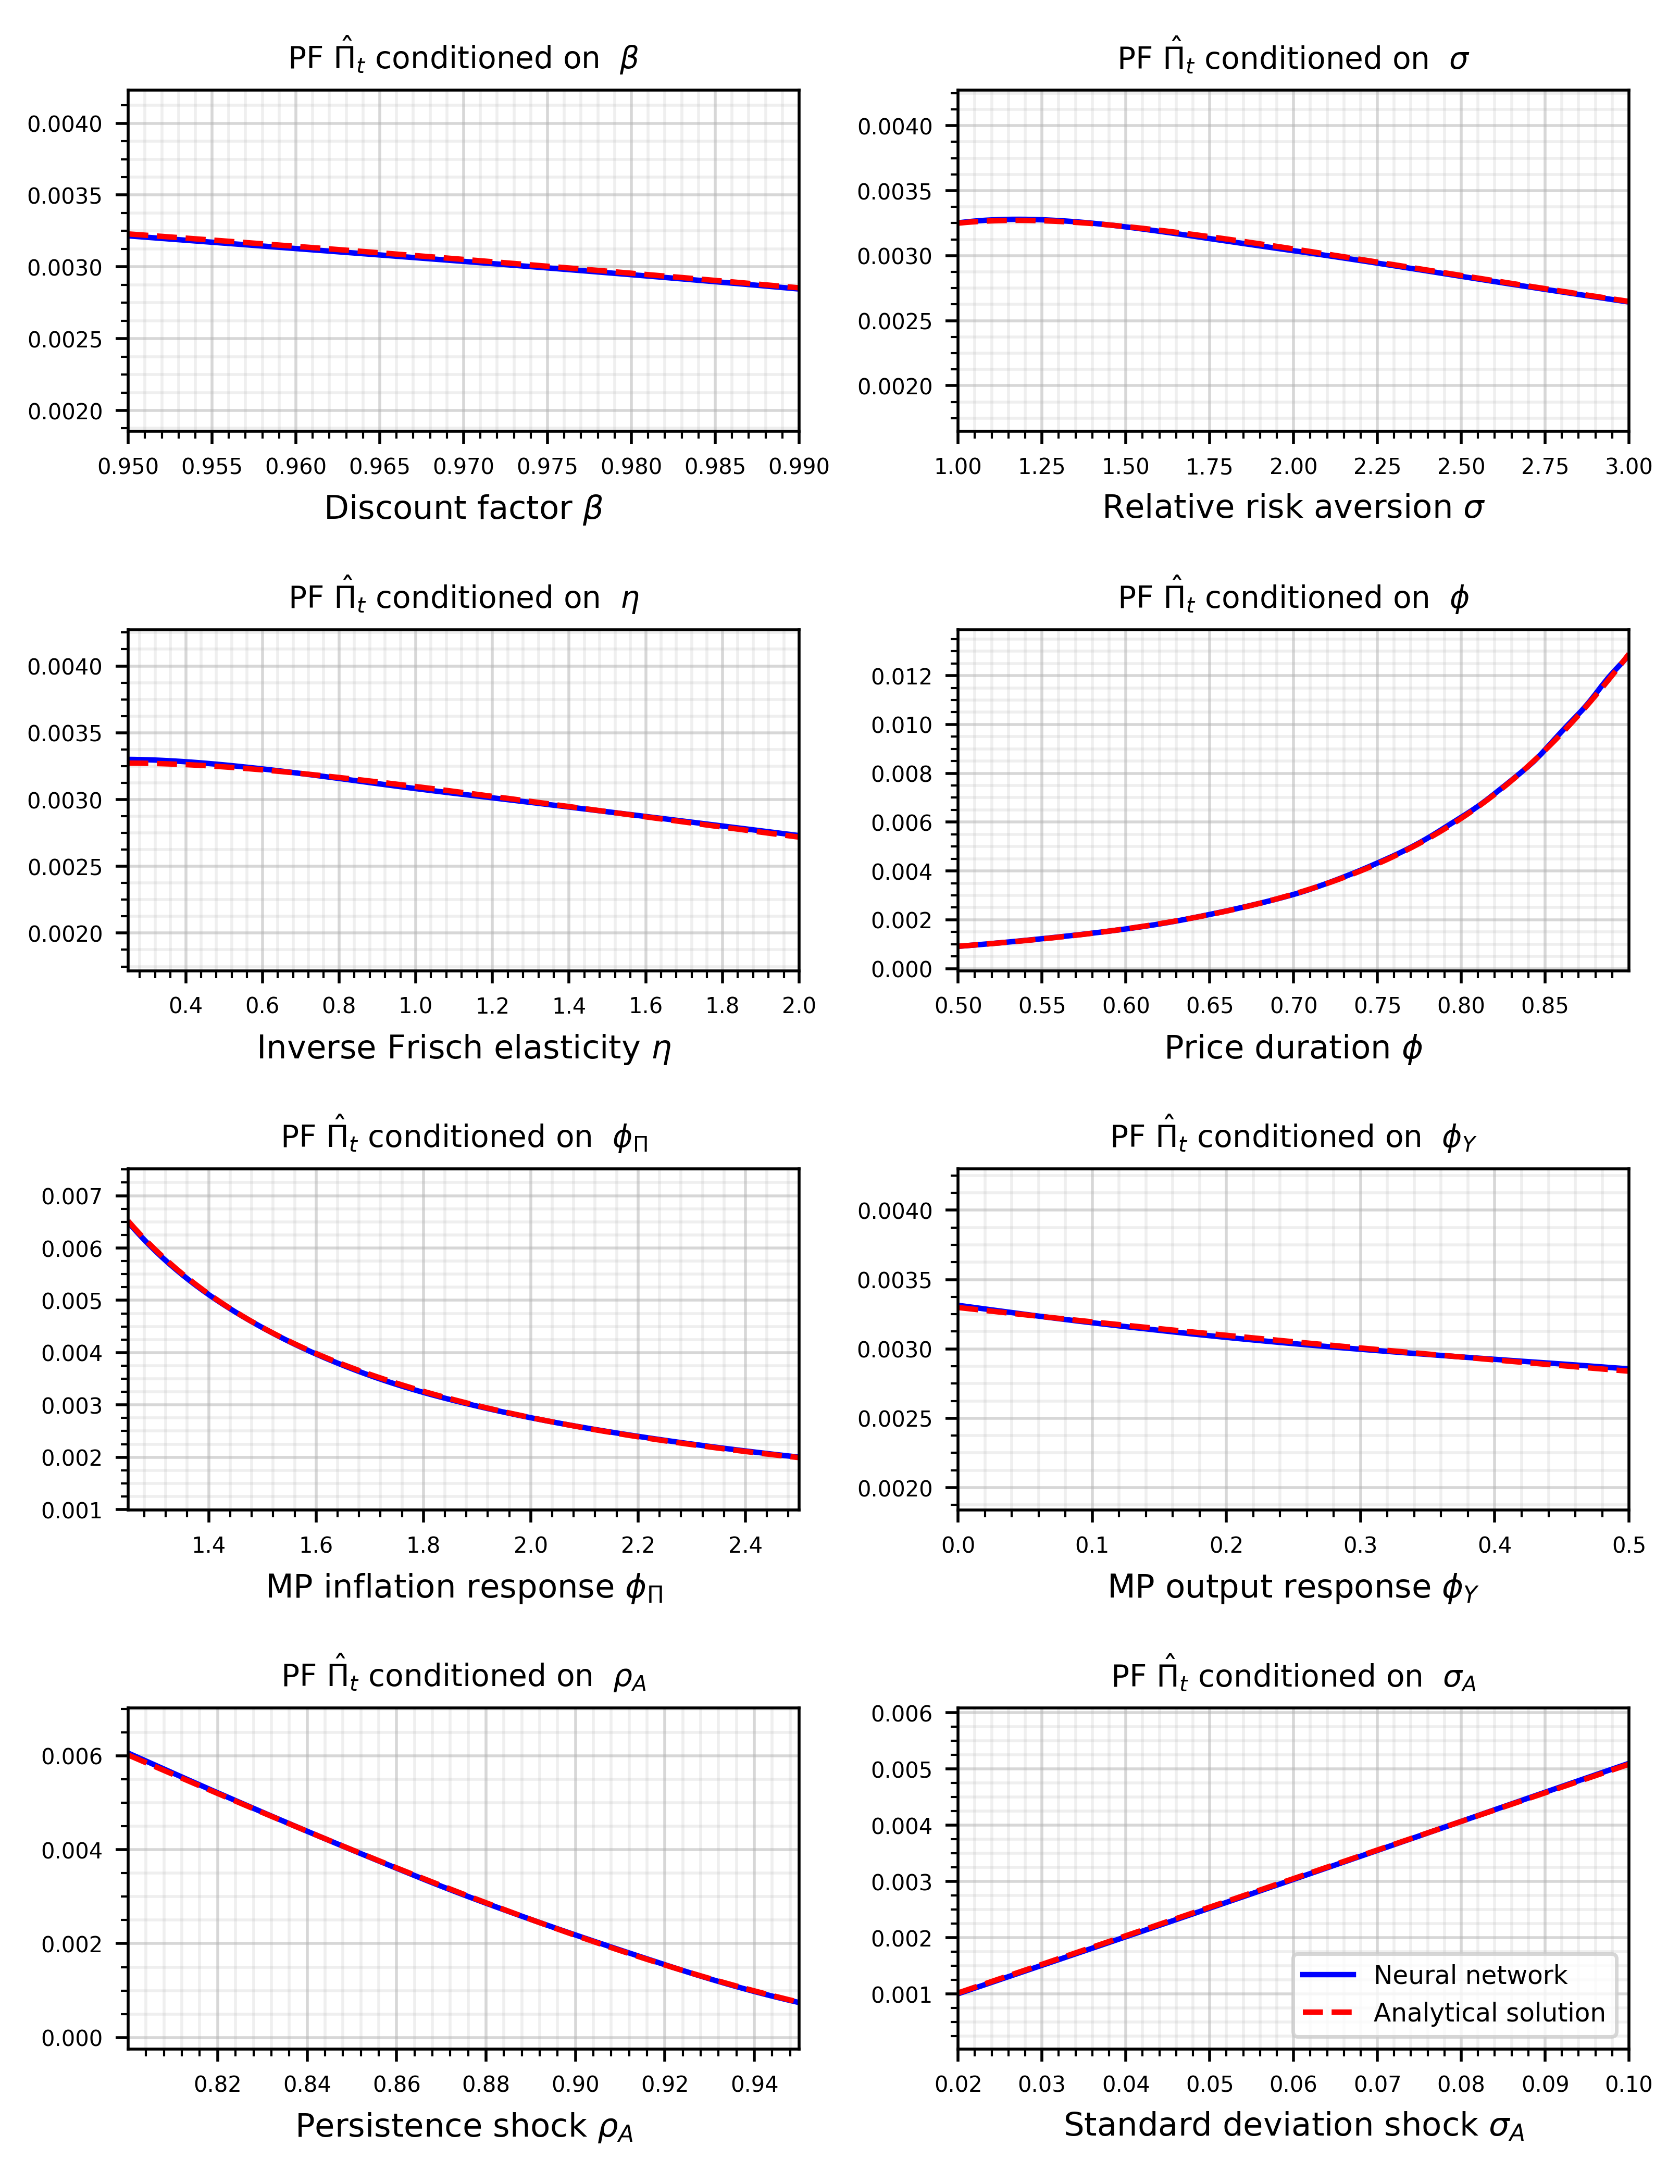 PF Π̂ₜ conditioned on β
0.0040
0.0035
0.0030
0.0025
0.0020
0.950 0.955 0.960 0.965 0.970 0.975 0.980 0.985 0.990
Discount factor β
PF Π̂ₜ conditioned on σ
0.0040
0.0035
0.0030
0.0025
0.0020
1.00 1.25 1.50 1.75 2.00 2.25 2.50 2.75 3.00
Relative risk aversion σ
PF Π̂ₜ conditioned on η
0.0040
0.0035
0.0030
0.0025
0.0020
0.4 0.6 0.8 1.0 1.2 1.4 1.6 1.8 2.0
Inverse Frisch elasticity η
PF Π̂ₜ conditioned on ϕ
0.012
0.010
0.008
0.006
0.004
0.002
0.000
0.50 0.55 0.60 0.65 0.70 0.75 0.80 0.85
Price duration ϕ
PF Π̂ₜ conditioned on ϕ_Π
0.007
0.006
0.005
0.004
0.003
0.002
0.001
1.4 1.6 1.8 2.0 2.2 2.4
MP inflation response ϕ_Π
PF Π̂ₜ conditioned on ϕ_Y
0.0040
0.0035
0.0030
0.0025
0.0020
0.0 0.1 0.2 0.3 0.4 0.5
MP output response ϕ_Y
PF Π̂ₜ conditioned on ρ_A
0.006
0.004
0.002
0.000
0.82 0.84 0.86 0.88 0.90 0.92 0.94
Persistence shock ρ_A
PF Π̂ₜ conditioned on σ_A
0.006
0.005
0.004
0.003
0.002
0.001
Neural network
Analytical solution
0.02 0.03 0.04 0.05 0.06 0.07 0.08 0.09 0.10
Standard deviation shock σ_A